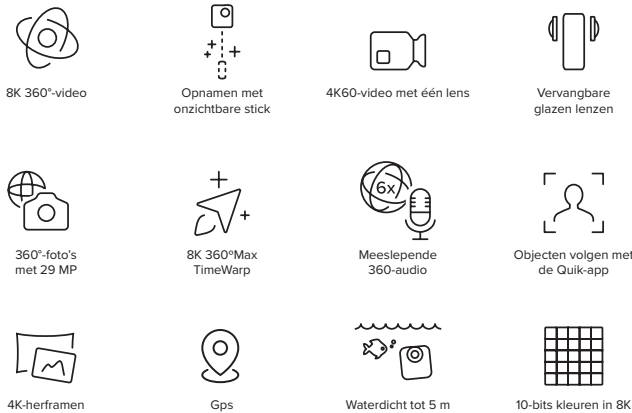 8K 360°-video
Opnamen met
onzichtbare stick
4K60-video met één lens
Vervangbare
glazen lenzen
6x
360°-foto's
met 29 MP
8K 360ºMax
TimeWarp
Meeslepende
360-audio
Objecten volgen met
de Quik-app
4K-herframen
Gps
Waterdicht tot 5 m
10-bits kleuren in 8K